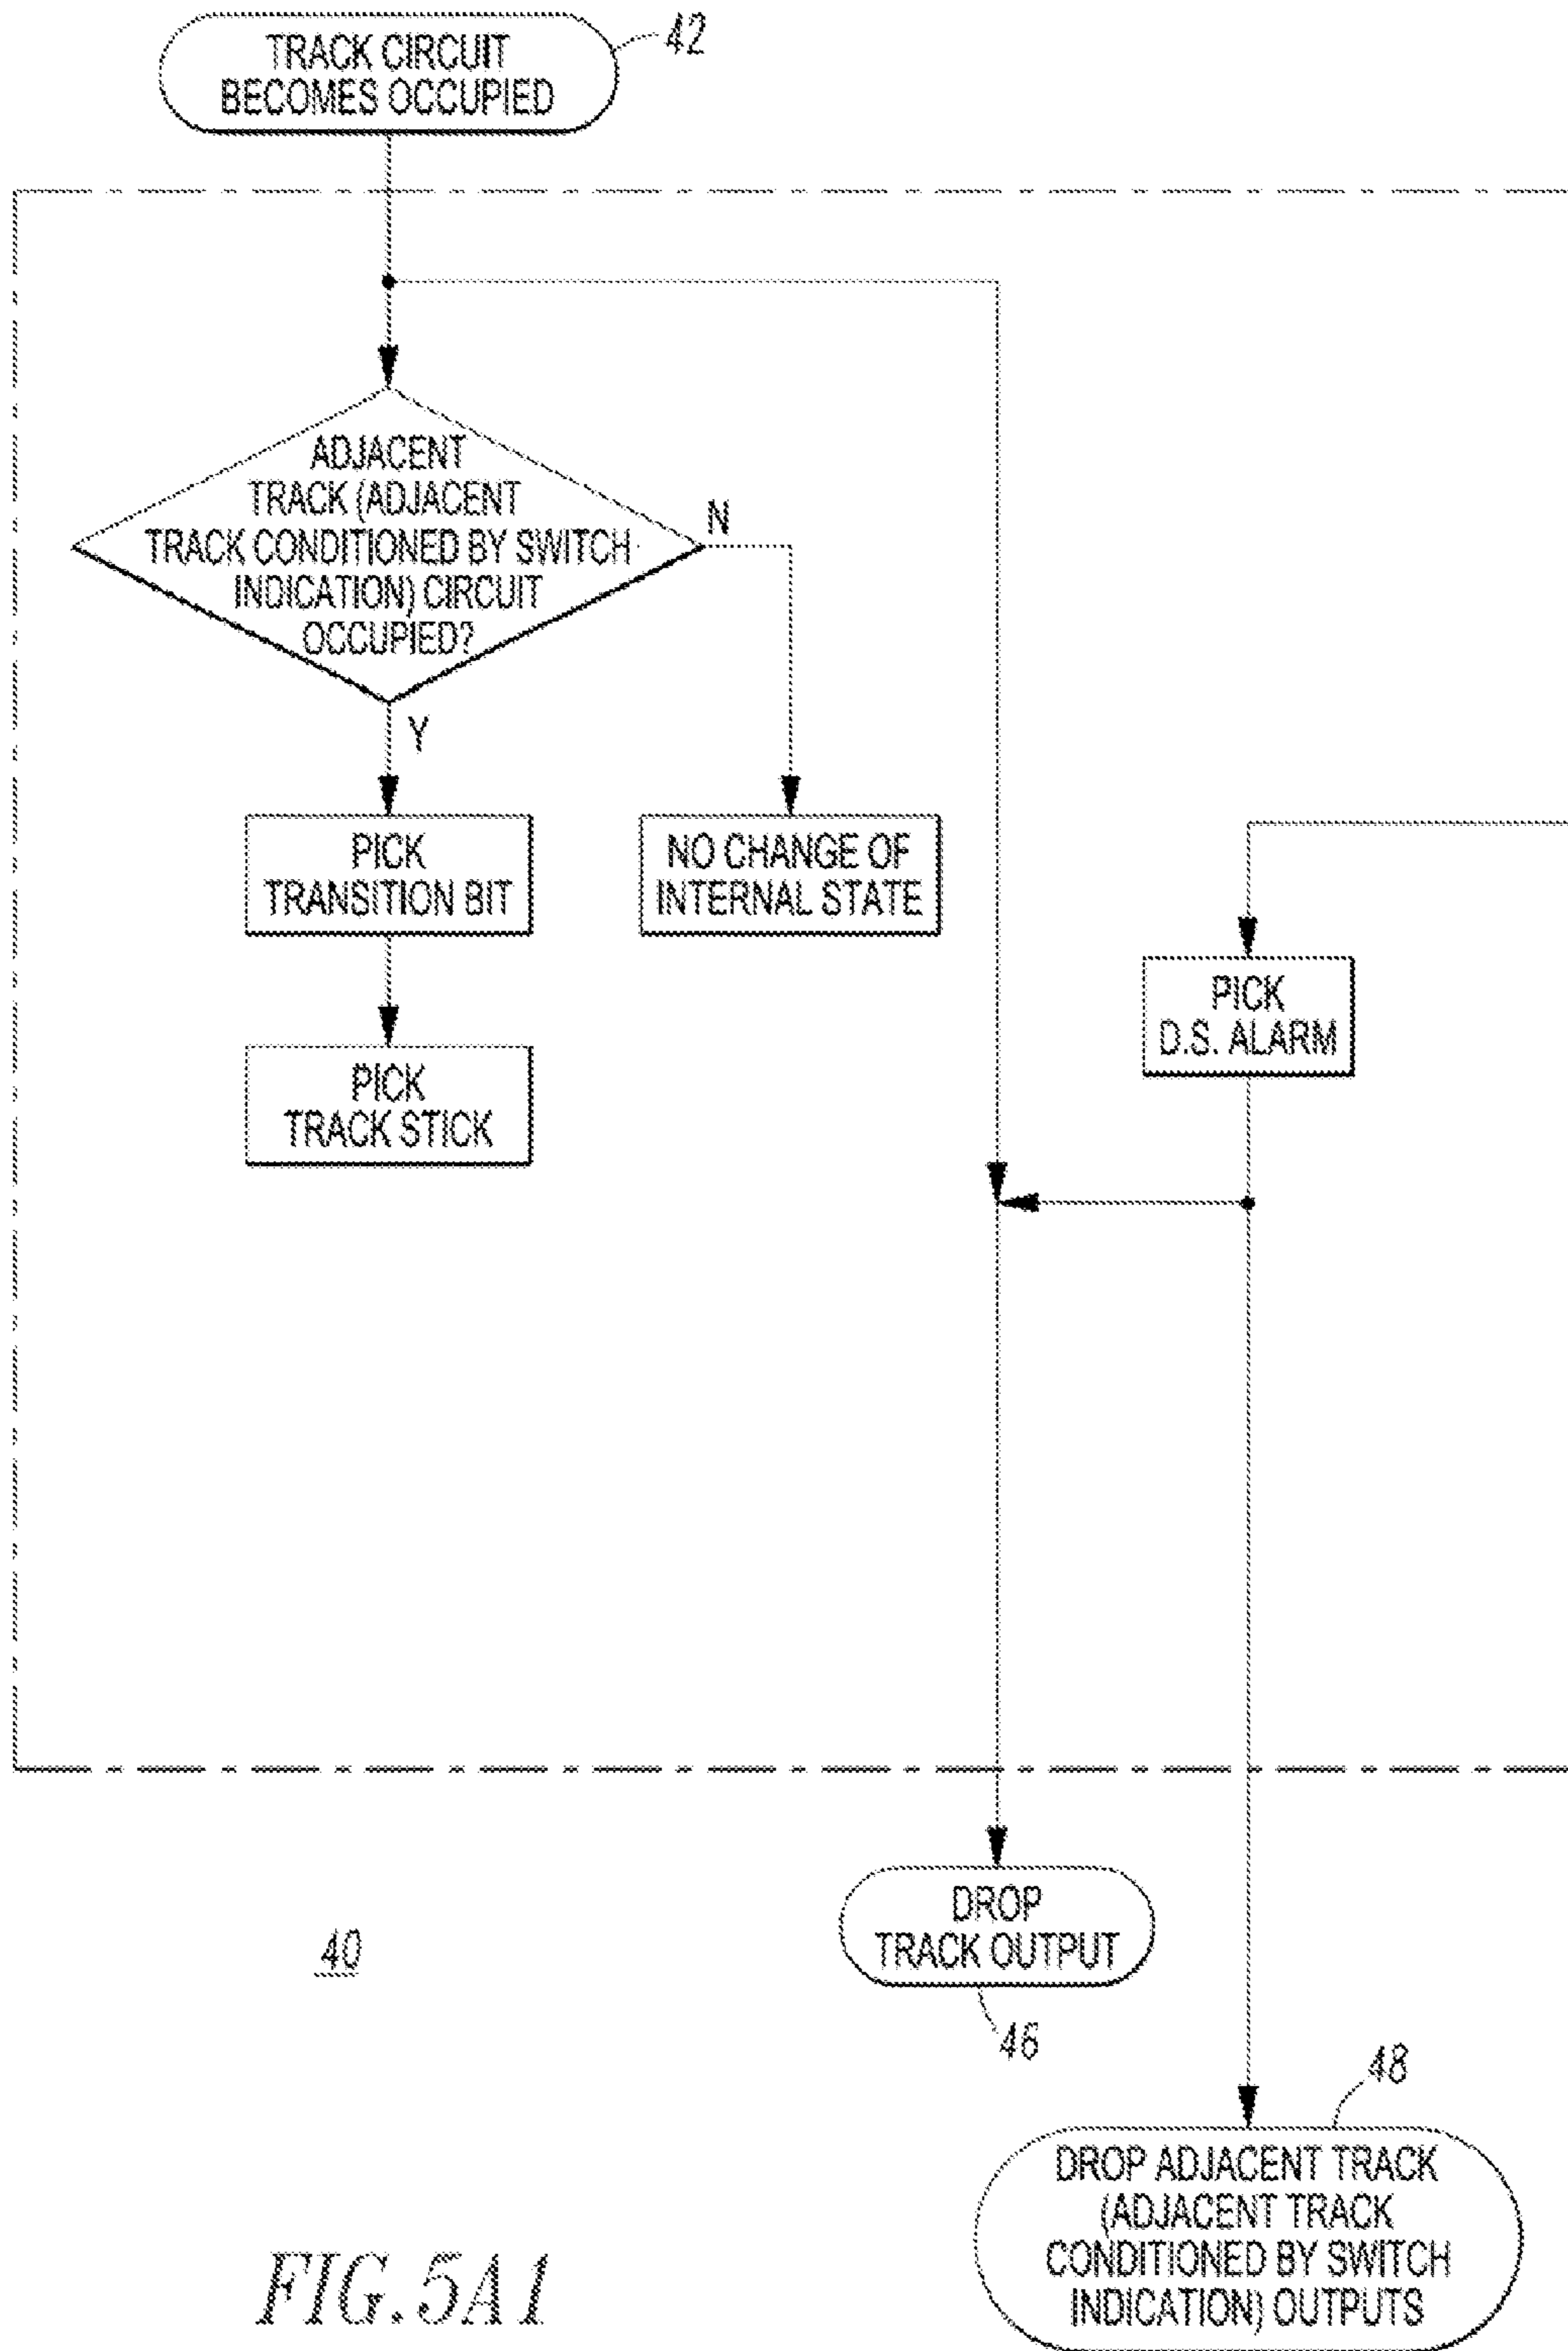 TRACK CIRCUIT
BECOMES OCCUPIED
42
ADJACENT
TRACK (ADJACENT
TRACK CONDITIONED BY SWITCH
INDICATION) CIRCUIT
OCCUPIED?
N
Y
PICK
TRANSITION BIT
NO CHANGE OF
INTERNAL STATE
PICK
D.S. ALARM
PICK
TRACK STICK
DROP
TRACK OUTPUT
40
46
48
DROP ADJACENT TRACK
(ADJACENT TRACK
CONDITIONED BY SWITCH
INDICATION) OUTPUTS
FIG. 5A1